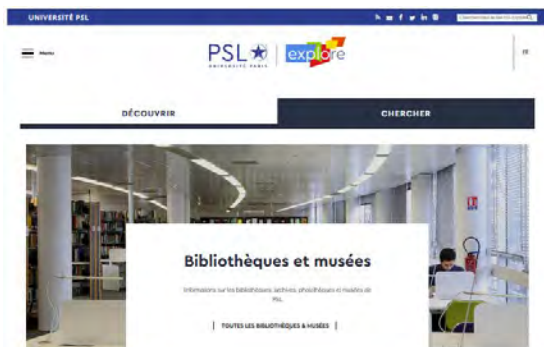 UNIVERSITÉ PSL
Menu
PSL
UNIVERSITÉ PARIS
explore
DÉCOUVRIR
CHERCHER
Bibliothèques et musées
Informations sur les bibliothèques, archives, photothèques et musées de
PSL.
TOUTES LES BIBLIOTHÈQUES & MUSÉES